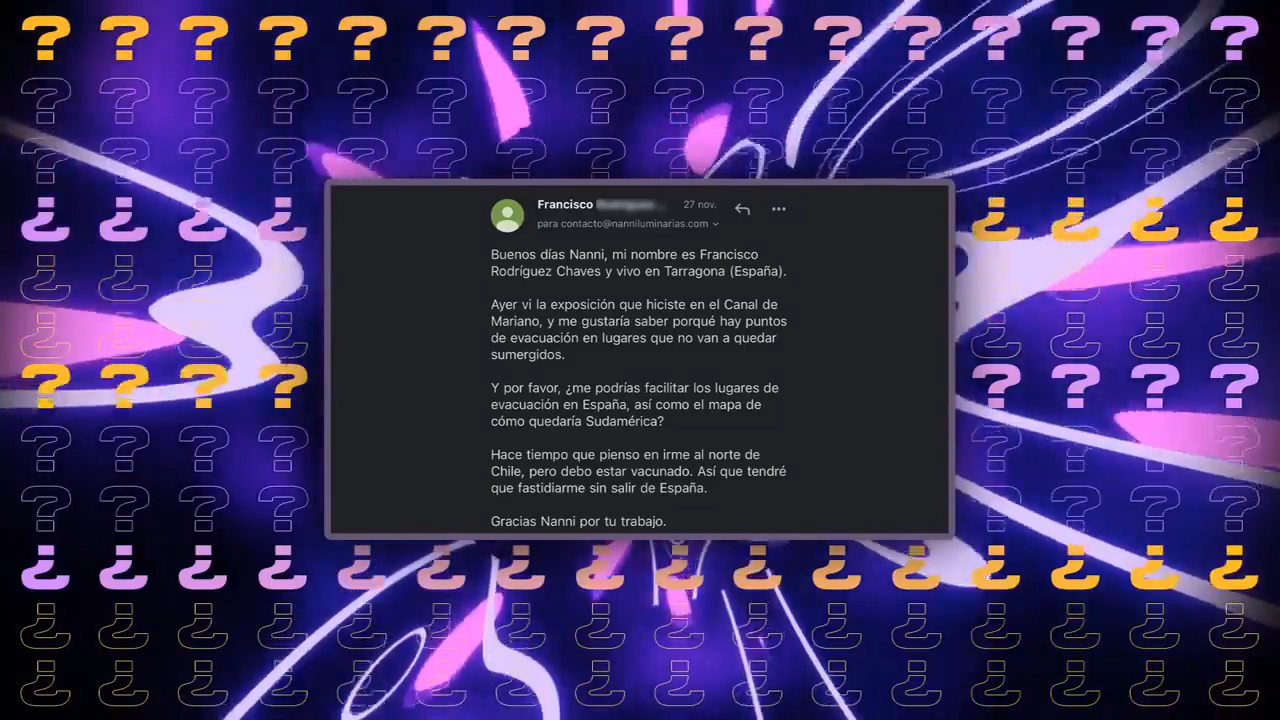 ? ? ? ? ? ? ? ? ? ? ? ? ? ? ? ?
? ? ? ? ? ? ? ? ? ? ? ? ? ? ? ?
? ? ? ? ? ? ? ? ? ? ? ? ? ? ? ?
¿ ¿ ¿ ¿ ¿ ¿ ¿ ¿
¿ ¿ ¿ ¿ ¿ ¿ ¿ ¿
¿ ¿ ¿ ¿ ¿ ¿ ¿ ¿
? ? ? ? ? ? ? ?
? ? ? ? ? ? ? ?
? ? ? ? ? ? ? ?
Francisco
27 nov.
para contacto@nanniluminarias.com
Buenos días Nanni, mi nombre es Francisco
Rodríguez Chaves y vivo en Tarragona (España).
Ayer vi la exposición que hiciste en el Canal de
Mariano, y me gustaría saber porqué hay puntos
de evacuación en lugares que no van a quedar
sumergidos.
Y por favor, ¿me podrías facilitar los lugares de
evacuación en España, así como el mapa de
cómo quedaría Sudamérica?
Hace tiempo que pienso en irme al norte de
Chile, pero debo estar vacunado. Así que tendré
que fastidiarme sin salir de España.
Gracias Nanni por tu trabajo.
¿ ¿ ¿ ¿ ¿ ¿ ¿ ¿ ¿ ¿ ¿ ¿ ¿ ¿ ¿ ¿
¿ ¿ ¿ ¿ ¿ ¿ ¿ ¿ ¿ ¿ ¿ ¿ ¿ ¿ ¿ ¿
¿ ¿ ¿ ¿ ¿ ¿ ¿ ¿ ¿ ¿ ¿ ¿ ¿ ¿ ¿ ¿